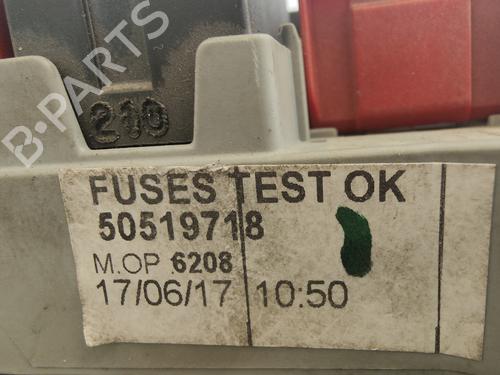 B-PARTS
210
FUSES TEST OK
50519718
M.OP .6208
17/06/17 10:50